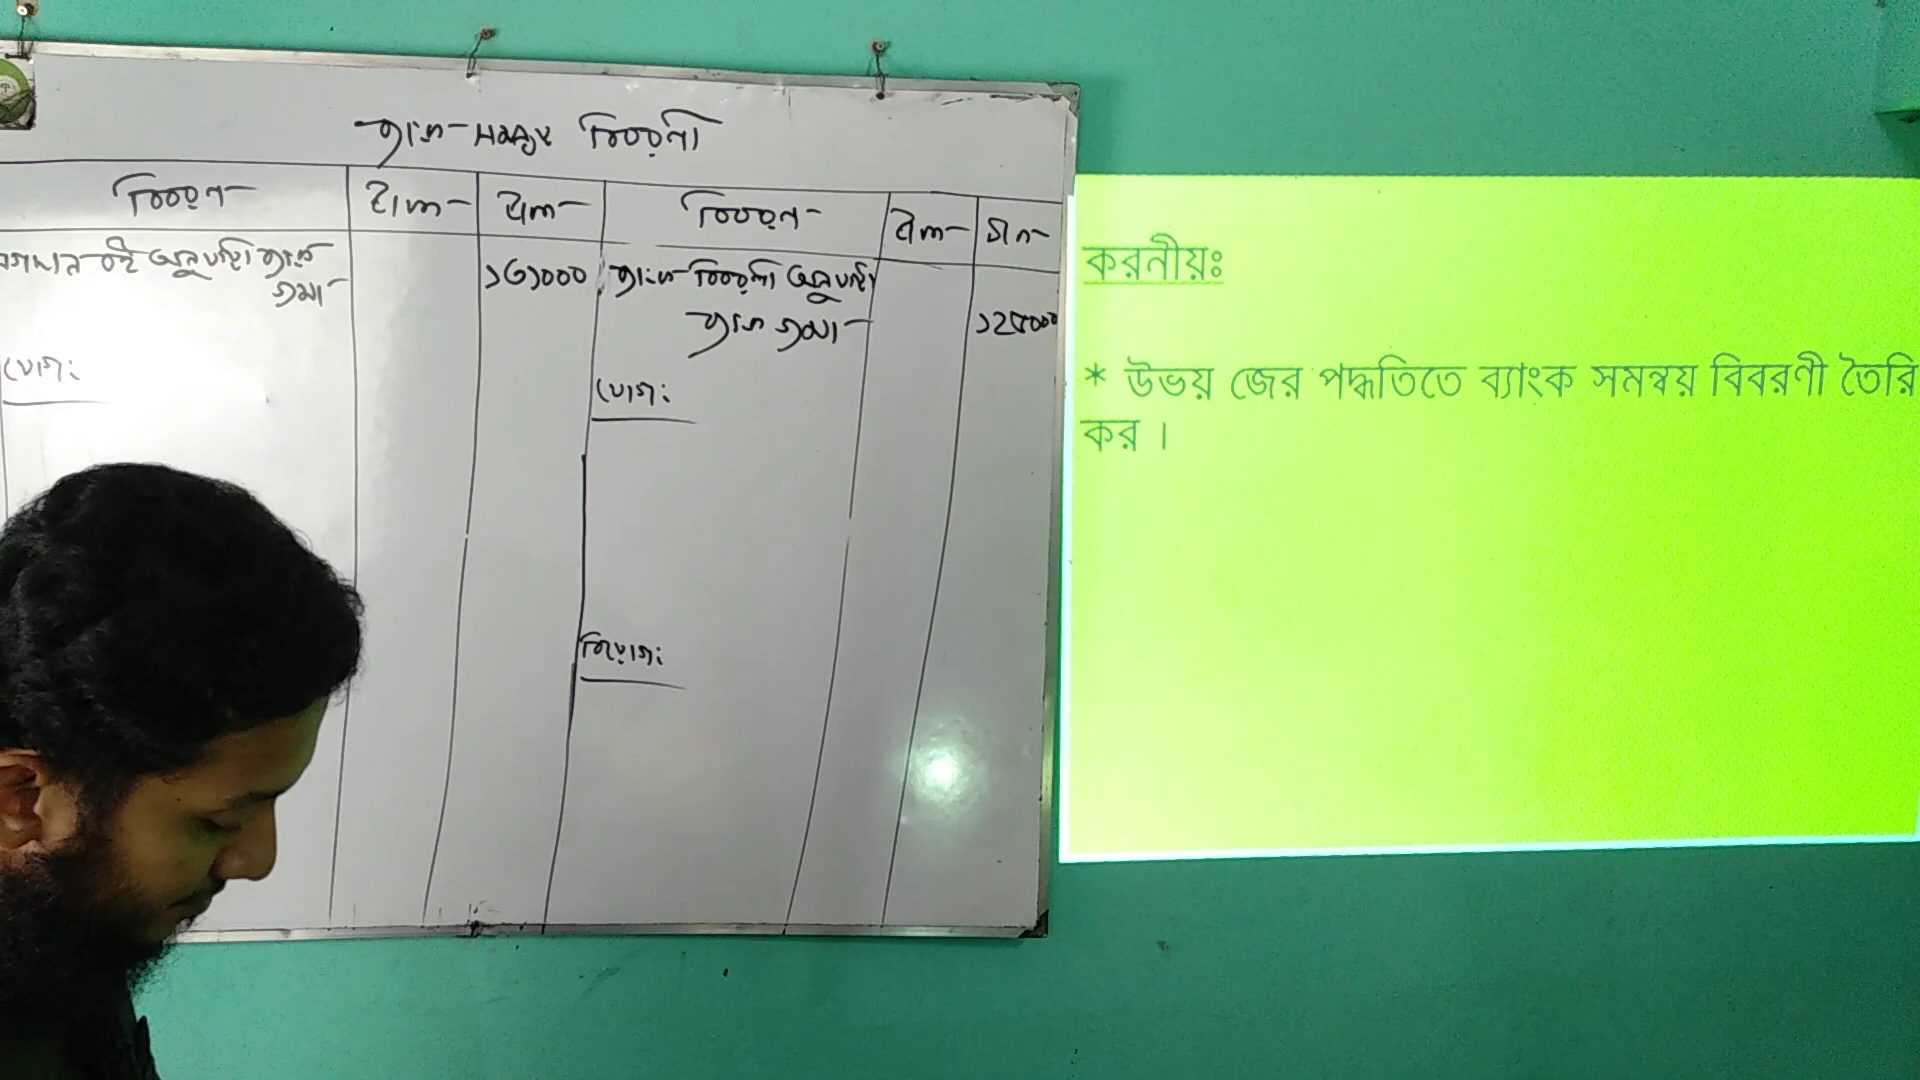 ব্যাংক সমন্বয় বিবরণী
বিবরণ টাকা টাকা বিবরণ টাকা টাকা
নগদান বই অনুযায়ী ব্যাংক
জমা
১৩১০০০
ব্যাংক বিবরণী অনুযায়ী
ব্যাংক জমা
১২৫০০০
যোগ:
যোগ:
বিয়োগ:
করনীয়ঃ
* উভয় জের পদ্ধতিতে ব্যাংক সমন্বয় বিবরণী তৈরি
কর ।